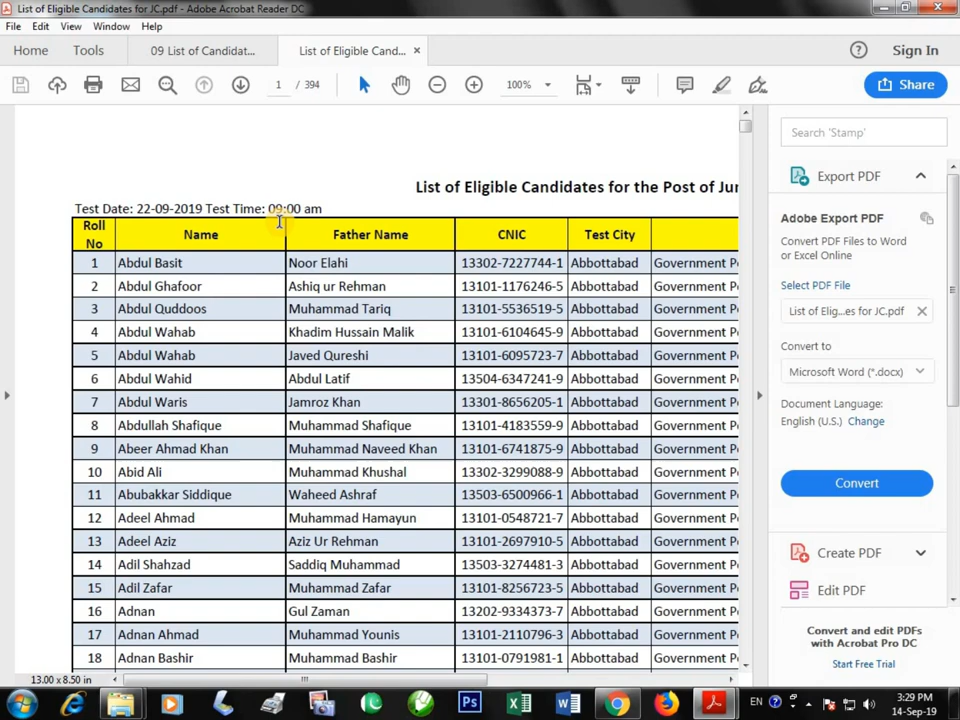 List of Eligible Candidates for JC.pdf - Adobe Acrobat Reader DC
File Edit View Window Help
Home Tools 09 List of Candidat... List of Eligible Cand... × Sign In
1 / 394 100% Share
Search 'Stamp'
List of Eligible Candidates for the Post of Jun
Test Date: 22-09-2019 Test Time: 09:00 am
Roll No Name Father Name CNIC Test City
1 Abdul Basit Noor Elahi 13302-7227744-1 Abbottabad Government P
2 Abdul Ghafoor Ashiq ur Rehman 13101-1176246-5 Abbottabad Government P
3 Abdul Quddoos Muhammad Tariq 13101-5536519-5 Abbottabad Government P
4 Abdul Wahab Khadim Hussain Malik 13101-6104645-9 Abbottabad Government P
5 Abdul Wahab Javed Qureshi 13101-6095723-7 Abbottabad Government P
6 Abdul Wahid Abdul Latif 13504-6347241-9 Abbottabad Government P
7 Abdul Waris Jamroz Khan 13301-8656205-1 Abbottabad Government P
8 Abdullah Shafique Muhammad Shafique 13101-4183559-9 Abbottabad Government P
9 Abeer Ahmad Khan Muhammad Naveed Khan 13101-6741875-9 Abbottabad Government P
10 Abid Ali Muhammad Khushal 13302-3299088-9 Abbottabad Government P
11 Abubakkar Siddique Waheed Ashraf 13503-6500966-1 Abbottabad Government P
12 Adeel Ahmad Muhammad Hamayun 13101-0548721-7 Abbottabad Government P
13 Adeel Aziz Aziz Ur Rehman 13101-2697910-5 Abbottabad Government P
14 Adil Shahzad Saddiq Muhammad 13503-3274481-3 Abbottabad Government P
15 Adil Zafar Muhammad Zafar 13101-8256723-5 Abbottabad Government P
16 Adnan Gul Zaman 13202-9334373-7 Abbottabad Government P
17 Adnan Ahmad Muhammad Younis 13101-2110796-3 Abbottabad Government P
18 Adnan Bashir Muhammad Bashir 13101-0791981-1 Abbottabad Government P
13.00 x 8.50 in
Export PDF
Adobe Export PDF
Convert PDF Files to Word
or Excel Online
Select PDF File
List of Elig...es for JC.pdf
Convert to
Microsoft Word (*.docx)
Document Language:
English (U.S.) Change
Convert
Create PDF
Edit PDF
Convert and edit PDFs
with Acrobat Pro DC
Start Free Trial
Ps EN 3:29 PM
14-Sep-19